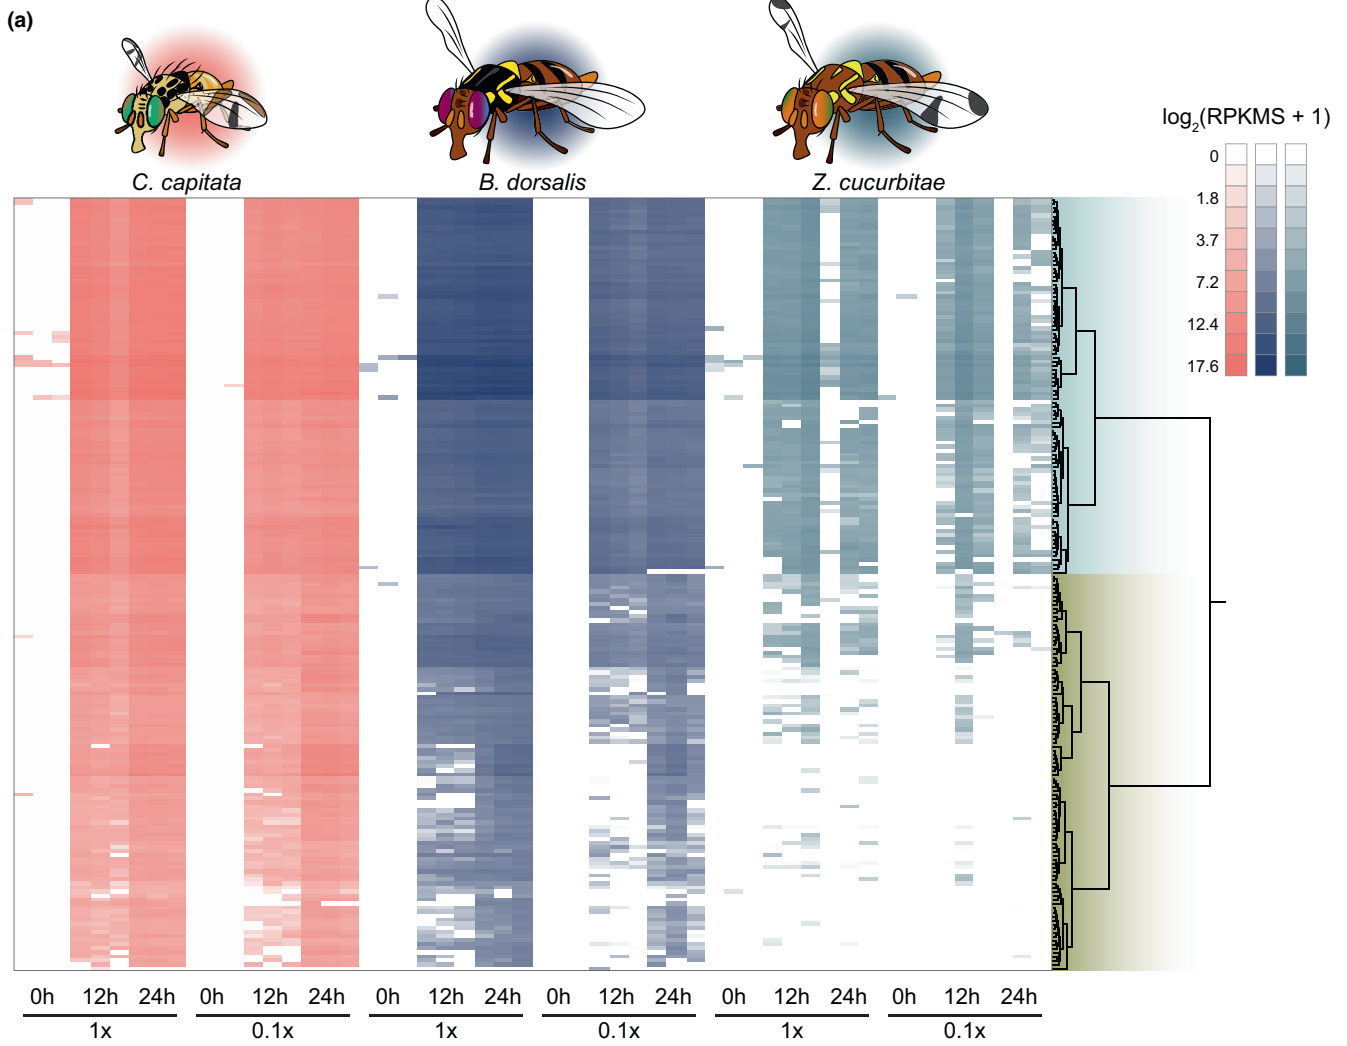 (a)
C. capitata
B. dorsalis
Z. cucurbitae
log2(RPKMS + 1)
0
1.8
3.7
7.2
12.4
17.6
0h 12h 24h 0h 12h 24h 0h 12h 24h 0h 12h 24h 0h 12h 24h 0h 12h 24h
1x 0.1x 1x 0.1x 1x 0.1x